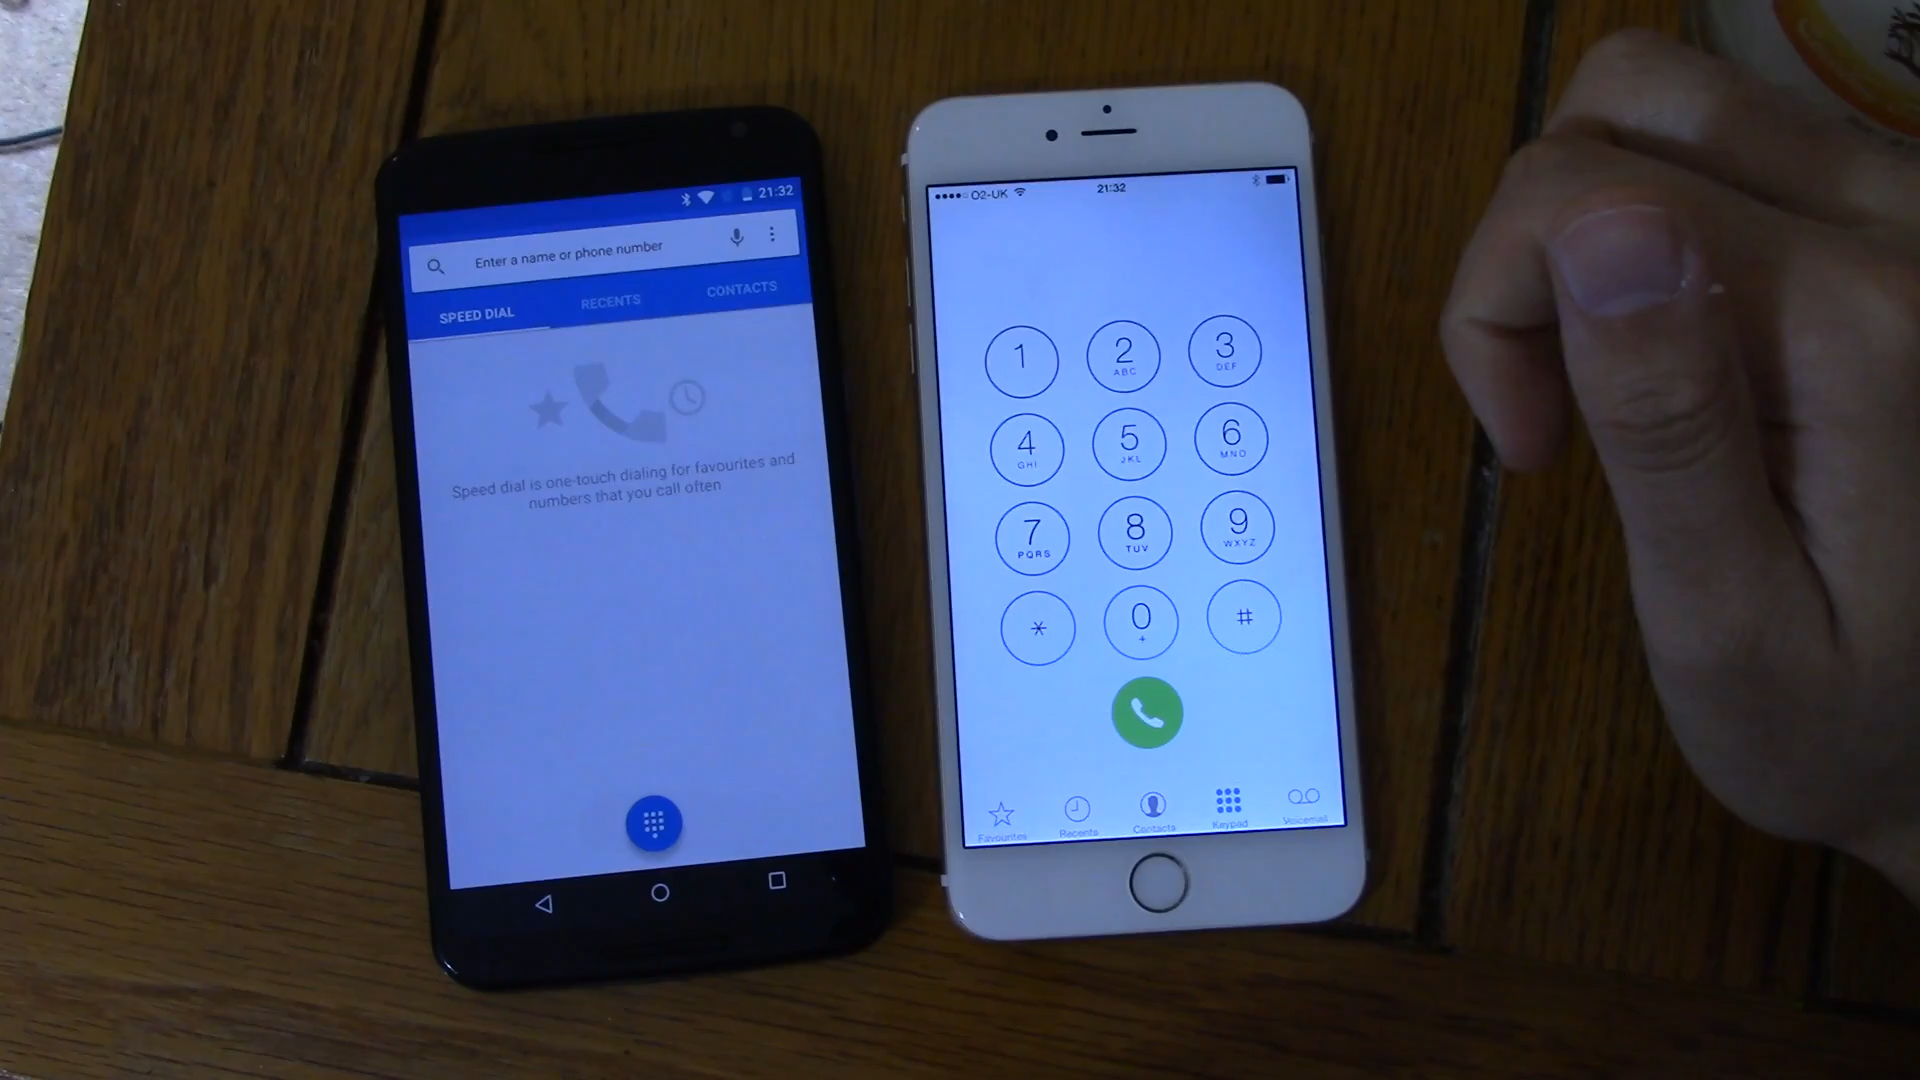 21:32
Enter a name or phone number
SPEED DIAL
RECENTS
CONTACTS
Speed dial is one-touch dialing for favourites and
numbers that you call often
O2-UK
21:32
1
2
ABC
3
DEF
4
GHI
5
JKL
6
MNO
7
PQRS
8
TUV
9
WXYZ
*
0
+
#
Favourites
Recents
Contacts
Keypad
Voicemail